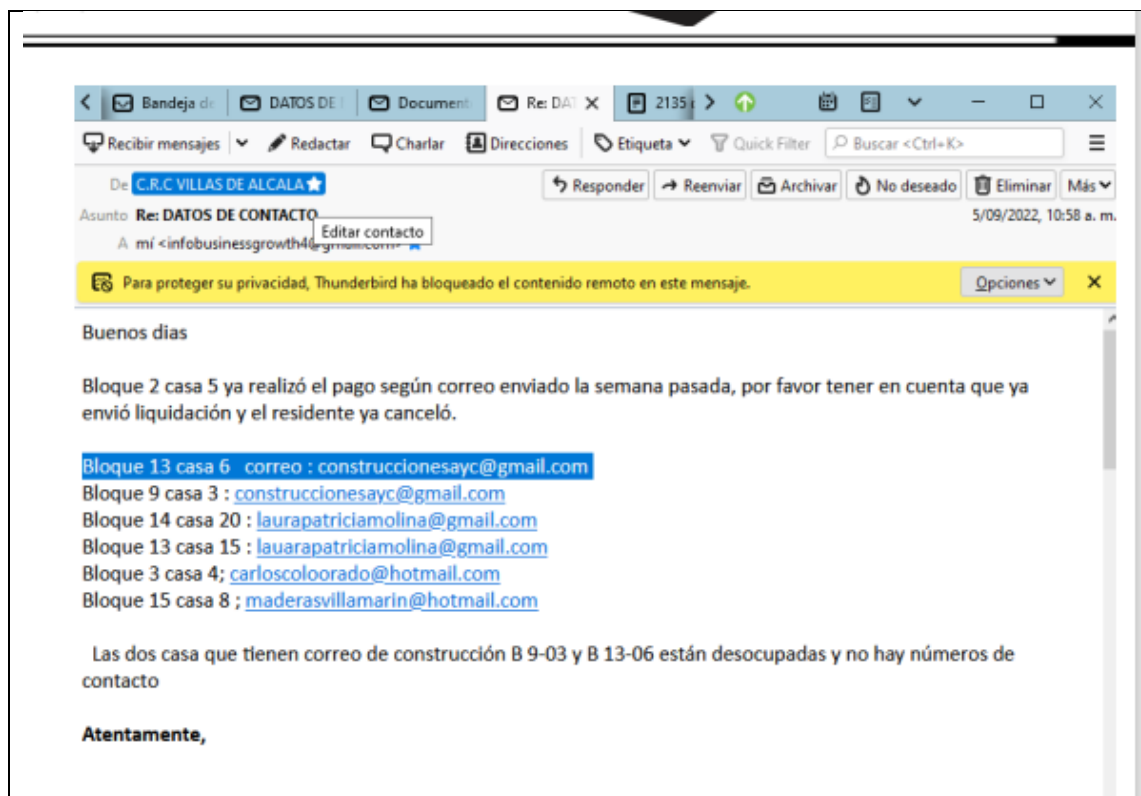 Bandeja de
DATOS DE
Document
Re: DAT
2135
Recibir mensajes
Redactar
Charlar
Direcciones
Etiqueta
Quick Filter
Buscar <Ctrl+K>
De C.R.C VILLAS DE ALCALA
Responder
Reenviar
Archivar
No deseado
Eliminar
Más
Asunto Re: DATOS DE CONTACTO
5/09/2022, 10:58 a. m.
Editar contacto
A mí <infobusinessgrowth4@gmail.com>
Para proteger su privacidad, Thunderbird ha bloqueado el contenido remoto en este mensaje.
Opciones
Buenos dias
Bloque 2 casa 5 ya realizó el pago según correo enviado la semana pasada, por favor tener en cuenta que ya
envió liquidación y el residente ya canceló.
Bloque 13 casa 6 correo : construccionesayc@gmail.com
Bloque 9 casa 3 : construccionesayc@gmail.com
Bloque 14 casa 20 : laurapatriciamolina@gmail.com
Bloque 13 casa 15 : lauarapatriciamolina@gmail.com
Bloque 3 casa 4; carloscoloorado@hotmail.com
Bloque 15 casa 8 ; maderasvillamarin@hotmail.com
Las dos casa que tienen correo de construcción B 9-03 y B 13-06 están desocupadas y no hay números de
contacto
Atentamente,